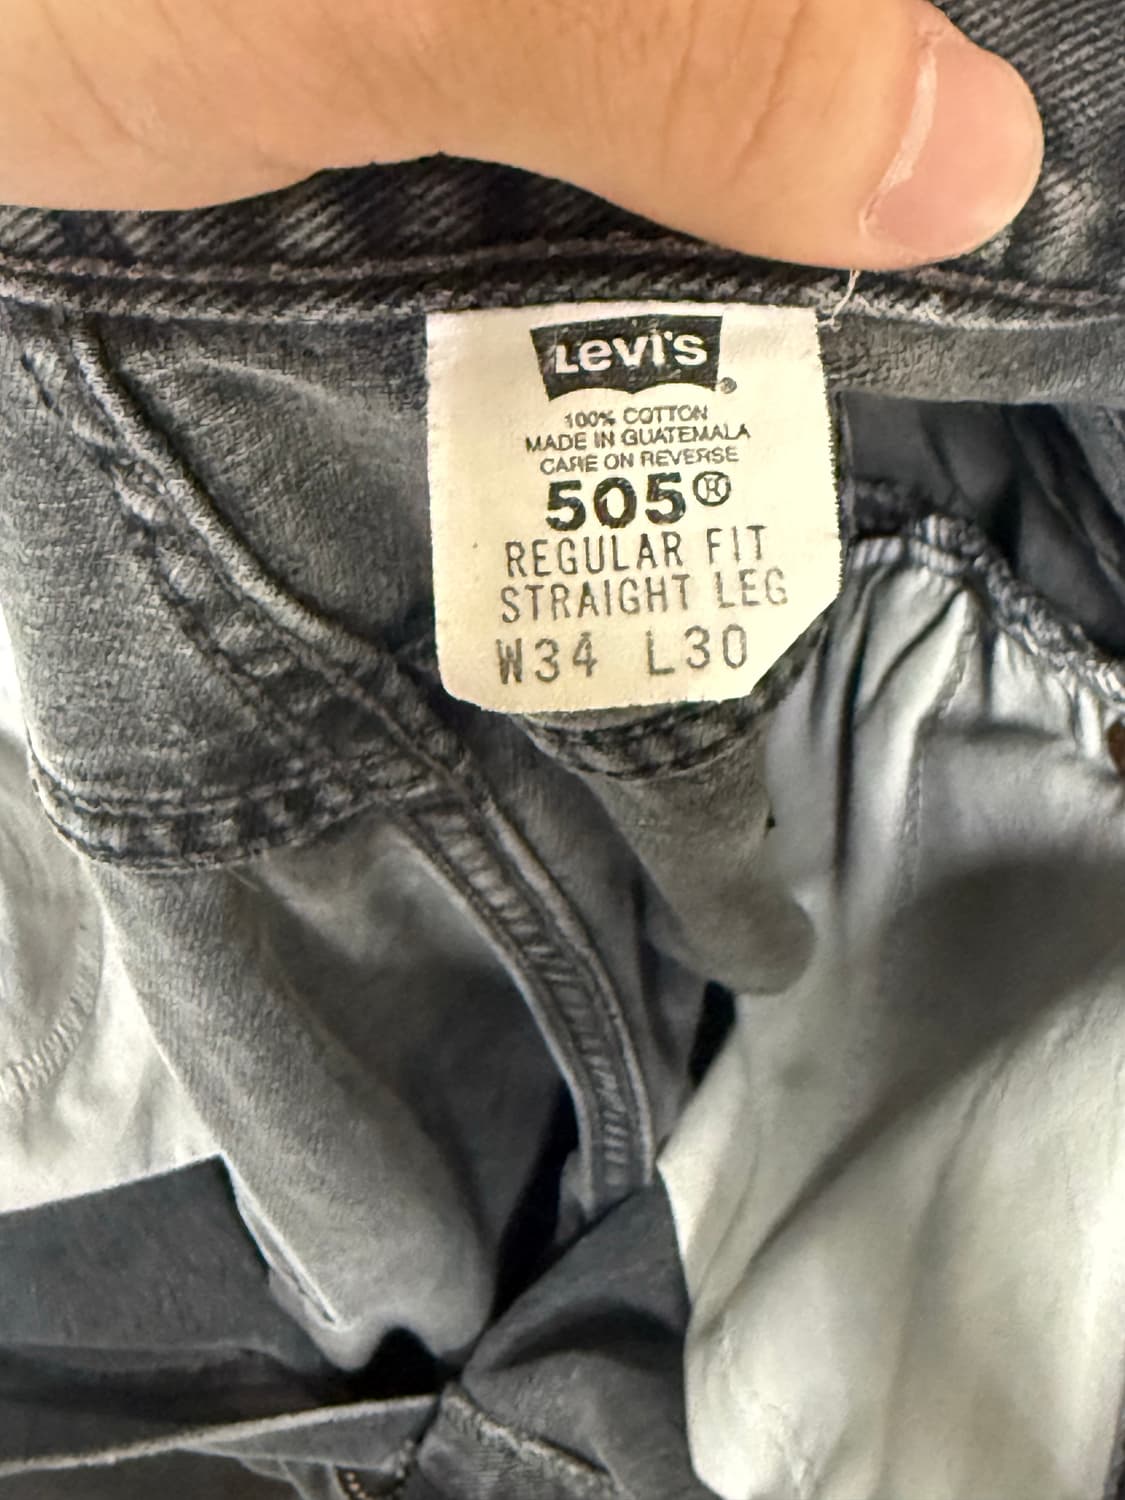 Levi's®
100% COTTON
MADE IN GUATEMALA
CARE ON REVERSE
505®
REGULAR FIT
STRAIGHT LEG
W34 L30